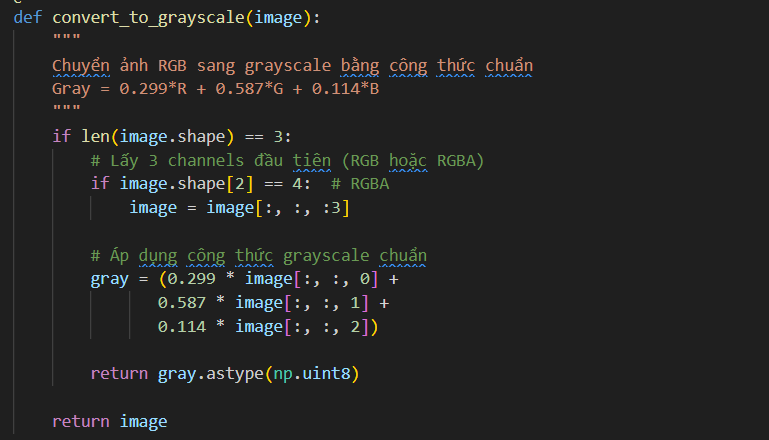 def convert_to_grayscale(image):
    """
    Chuyển ảnh RGB sang grayscale bằng công thức chuẩn
    Gray = 0.299*R + 0.587*G + 0.114*B
    """
    if len(image.shape) == 3:
        # Lấy 3 channels đầu tiên (RGB hoặc RGBA)
        if image.shape[2] == 4:  # RGBA
            image = image[:, :, :3]
        # Áp dụng công thức grayscale chuẩn
        gray = (0.299 * image[:, :, 0] +
               0.587 * image[:, :, 1] +
               0.114 * image[:, :, 2])
        return gray.astype(np.uint8)
    return image